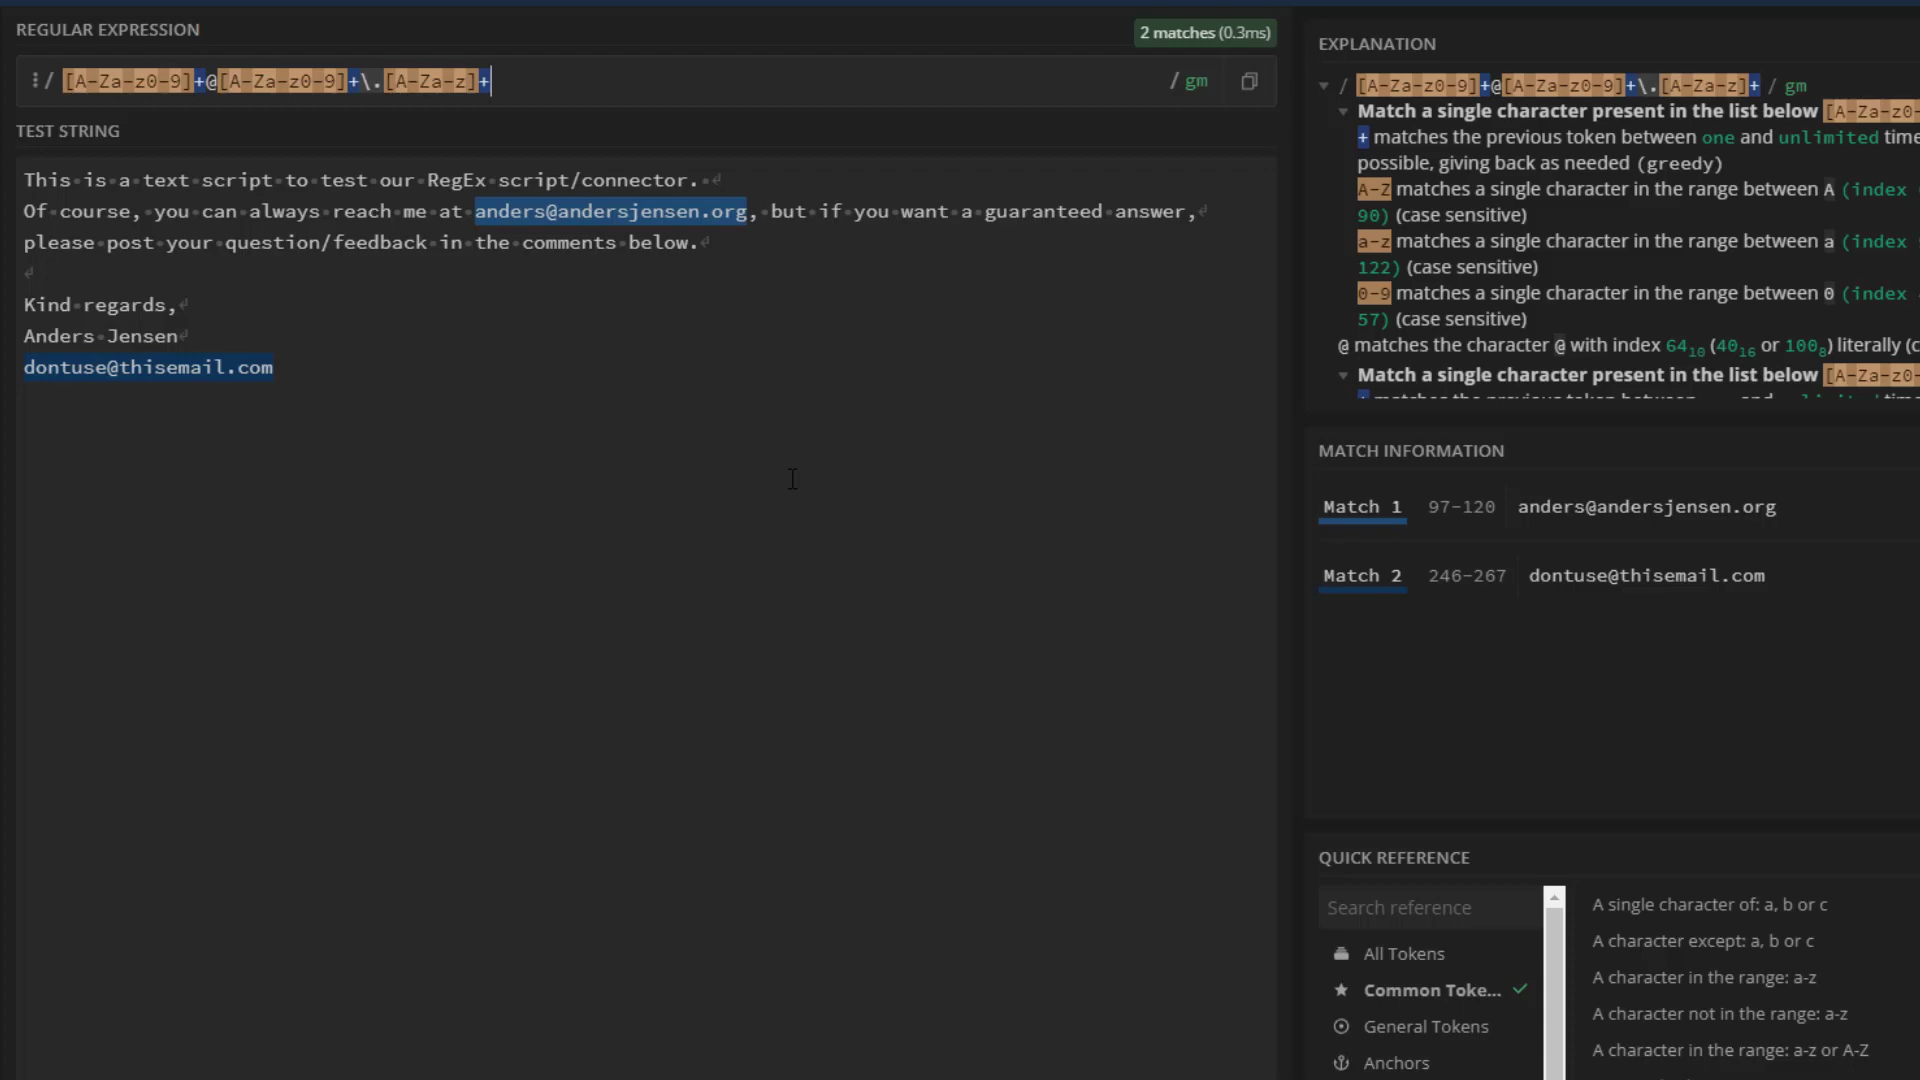 REGULAR EXPRESSION
2 matches (0.3ms)
/ [A-Za-z0-9]+@[A-Za-z0-9]+\.[A-Za-z]+
/ gm
TEST STRING
This is a text script to test our RegEx script/connector.
Of course, you can always reach me at anders@andersjensen.org, but if you want a guaranteed answer,
please post your question/feedback in the comments below.
Kind regards,
Anders Jensen
dontuse@thisemail.com
EXPLANATION
/ [A-Za-z0-9]+@[A-Za-z0-9]+\.[A-Za-z]+ / gm
Match a single character present in the list below [A-Za-z0-
+ matches the previous token between one and unlimited time
possible, giving back as needed (greedy)
A-Z matches a single character in the range between A (index
90) (case sensitive)
a-z matches a single character in the range between a (index
122) (case sensitive)
0-9 matches a single character in the range between 0 (index
57) (case sensitive)
@ matches the character @ with index 64₁₀ (40₁₆ or 100₈) literally (c
Match a single character present in the list below [A-Za-z0-
MATCH INFORMATION
Match 1 97-120 anders@andersjensen.org
Match 2 246-267 dontuse@thisemail.com
QUICK REFERENCE
Search reference
All Tokens
Common Toke...
General Tokens
Anchors
A single character of: a, b or c
A character except: a, b or c
A character in the range: a-z
A character not in the range: a-z
A character in the range: a-z or A-Z